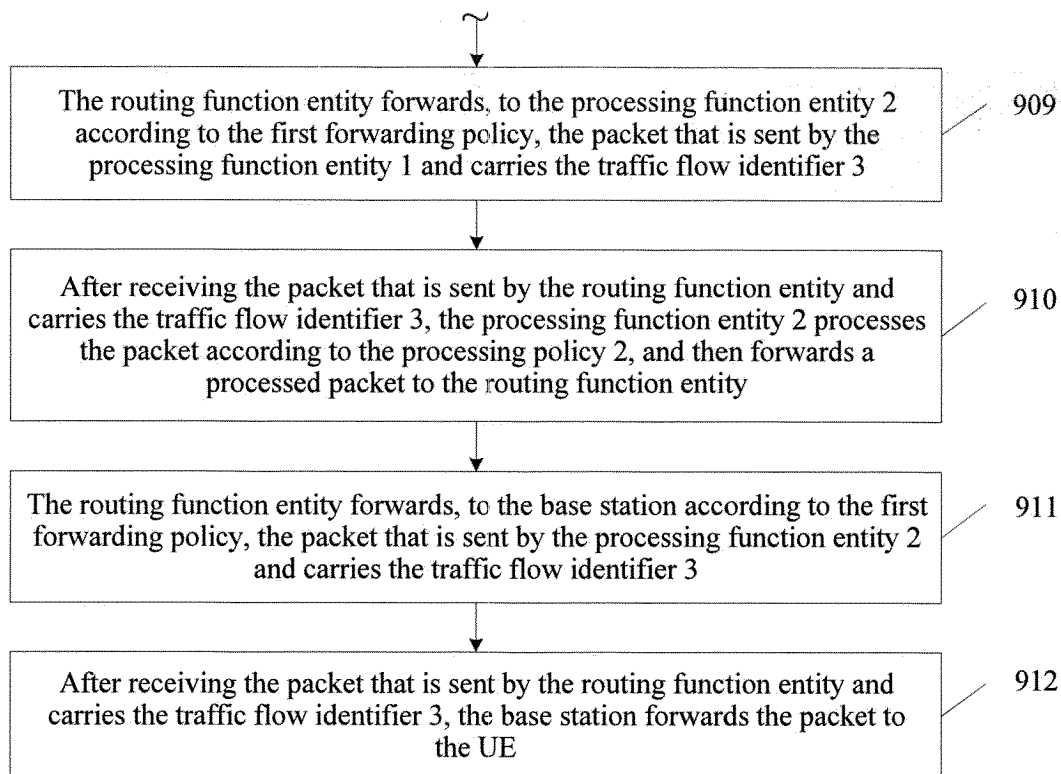 The routing function entity forwards, to the processing function entity 2
according to the first forwarding policy, the packet that is sent by the
processing function entity 1 and carries the traffic flow identifier 3
909
After receiving the packet that is sent by the routing function entity and
carries the traffic flow identifier 3, the processing function entity 2 processes
the packet according to the processing policy 2, and then forwards a
processed packet to the routing function entity
910
The routing function entity forwards, to the base station according to the first
forwarding policy, the packet that is sent by the processing function entity 2
and carries the traffic flow identifier 3
911
After receiving the packet that is sent by the routing function entity and
carries the traffic flow identifier 3, the base station forwards the packet to
the UE
912